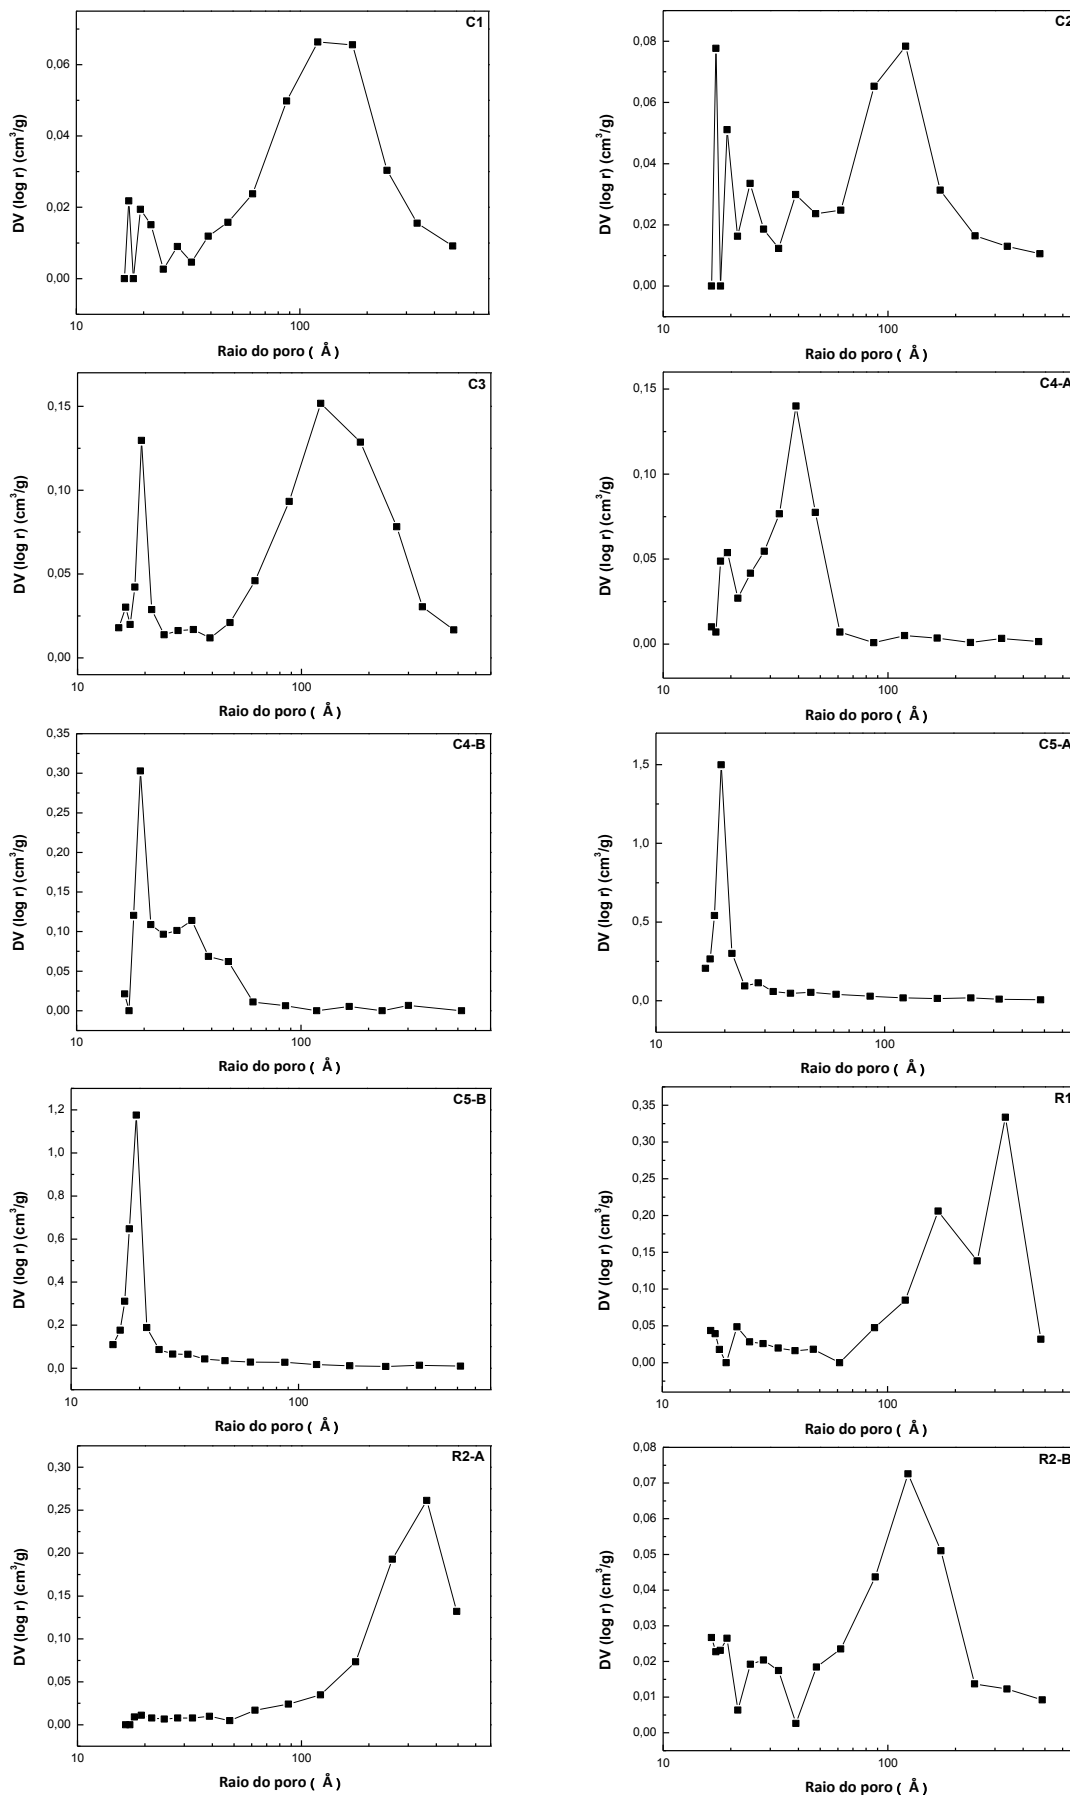 C1
0,06
0,04
0,02
0,00
DV (log r) (cm³/g)
10
100
Raio do poro ( Å)
C2
0,08
0,06
0,04
0,02
0,00
DV (log r) (cm³/g)
10
100
Raio do poro ( Å)
C3
0,15
0,10
0,05
0,00
DV (log r) (cm³/g)
10
100
Raio do poro ( Å)
C4-A
0,15
0,10
0,05
0,00
DV (log r) (cm³/g)
10
100
Raio do poro ( Å)
C4-B
0,35
0,30
0,25
0,20
0,15
0,10
0,05
0,00
DV (log r) (cm³/g)
10
100
Raio do poro ( Å)
C5-A
1,5
1,0
0,5
0,0
DV (log r) (cm³/g)
10
100
Raio do poro ( Å)
C5-B
1,2
1,0
0,8
0,6
0,4
0,2
0,0
DV (log r) (cm³/g)
10
100
Raio do poro ( Å)
R1
0,35
0,30
0,25
0,20
0,15
0,10
0,05
0,00
DV (log r) (cm³/g)
10
100
Raio do poro ( Å)
R2-A
0,30
0,25
0,20
0,15
0,10
0,05
0,00
DV (log r) (cm³/g)
10
100
Raio do poro ( Å)
R2-B
0,08
0,07
0,06
0,05
0,04
0,03
0,02
0,01
0,00
DV (log r) (cm³/g)
10
100
Raio do poro ( Å)